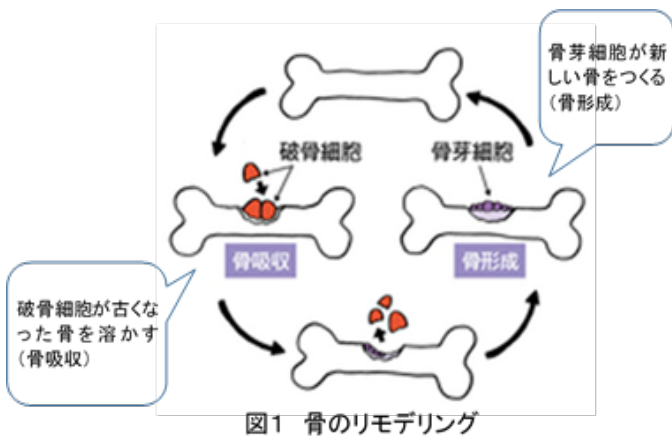 骨芽細胞が新
しい骨をつくる
（骨形成）
破骨細胞
骨芽細胞
骨吸収
骨形成
破骨細胞が古くな
った骨を溶かす
（骨吸収）
図１　骨のリモデリング